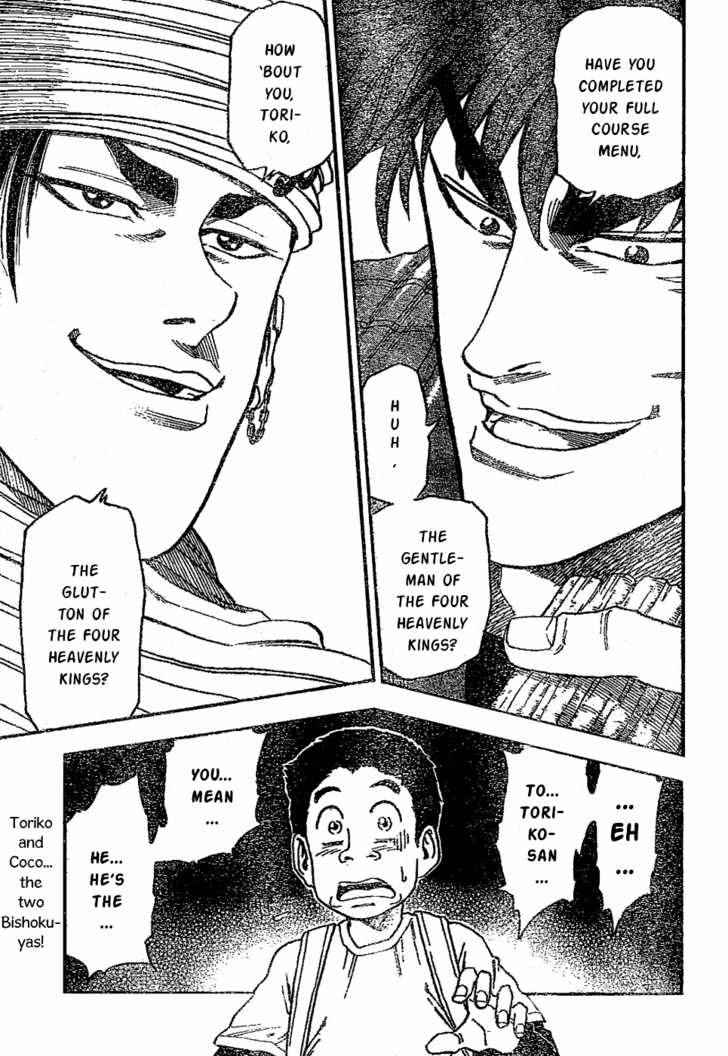 HAVE YOU
COMPLETED
YOUR FULL
COURSE
MENU,
HUH,
THE
GENTLE-
MAN OF
THE FOUR
HEAVENLY
KINGS?
HOW
'BOUT
YOU,
TORI-
KO,
THE
GLUT-
TON OF
THE FOUR
HEAVENLY
KINGS?
...
EH
...
TO...
TORI-
KO-
SAN
...
YOU...
MEAN
...
HE...
HE'S
THE
...
Toriko
and
Coco...
the
two
Bishoku-
yas!